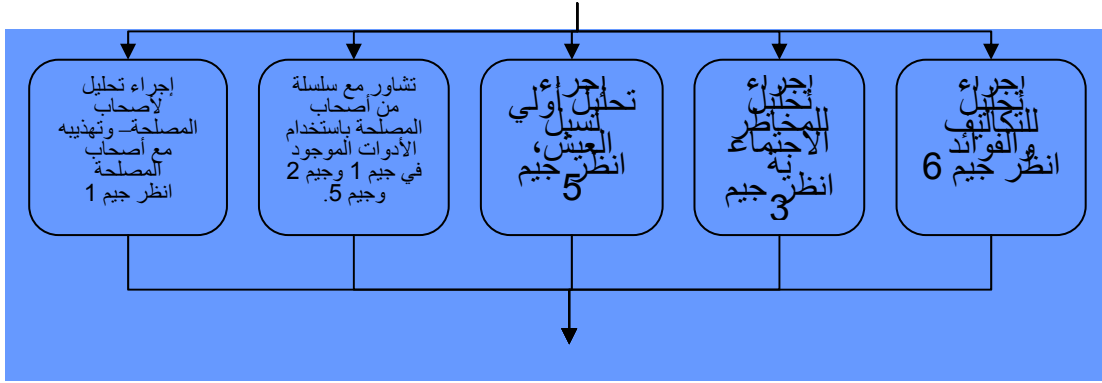 إجراء
تحليل
للتكاليف
والفوائد
انظر جيم 6
إجراء
تحليل
للمخاطر
الاجتماع
ية
انظر جيم
3
إجراء
تحليل أولي
لسبل
العيش،
انظر جيم
5
تشاور مع سلسلة
من أصحاب
المصلحة باستخدام
الأدوات الموجود
في جيم 1 وجيم 2
وجيم 5.
إجراء تحليل
لأصحاب
المصلحة– وتهذيبه
مع أصحاب
المصلحة
انظر جيم 1